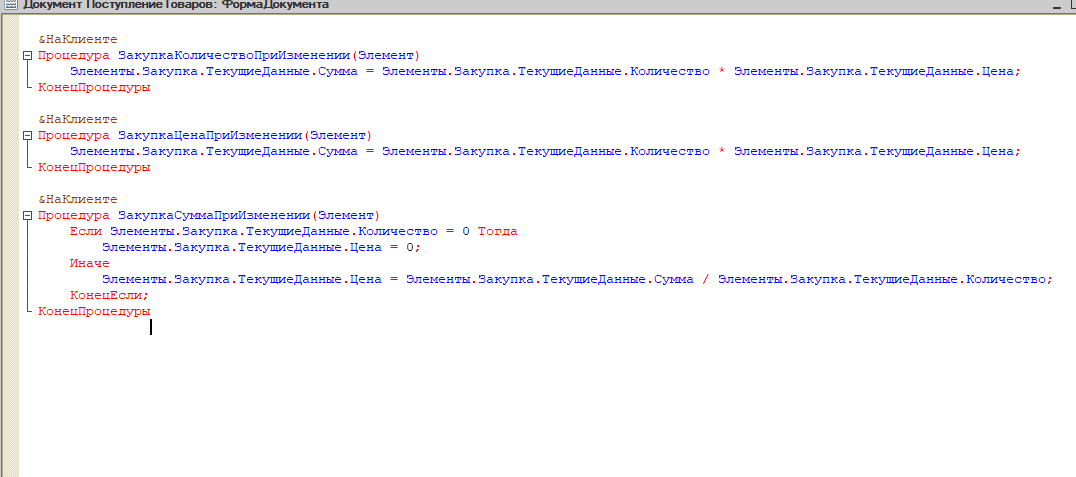 Документ ПоступлениеТоваров: ФормаДокумента
&НаКлиенте
Процедура ЗакупкаКоличествоПриИзменении(Элемент)
Элементы.Закупка.ТекущиеДанные.Сумма = Элементы.Закупка.ТекущиеДанные.Количество * Элементы.Закупка.ТекущиеДанные.Цена;
КонецПроцедуры
&НаКлиенте
Процедура ЗакупкаЦенаПриИзменении(Элемент)
Элементы.Закупка.ТекущиеДанные.Сумма = Элементы.Закупка.ТекущиеДанные.Количество * Элементы.Закупка.ТекущиеДанные.Цена;
КонецПроцедуры
&НаКлиенте
Процедура ЗакупкаСуммаПриИзменении(Элемент)
Если Элементы.Закупка.ТекущиеДанные.Количество = 0 Тогда
Элементы.Закупка.ТекущиеДанные.Цена = 0;
Иначе
Элементы.Закупка.ТекущиеДанные.Цена = Элементы.Закупка.ТекущиеДанные.Сумма / Элементы.Закупка.ТекущиеДанные.Количество;
КонецЕсли;
КонецПроцедуры